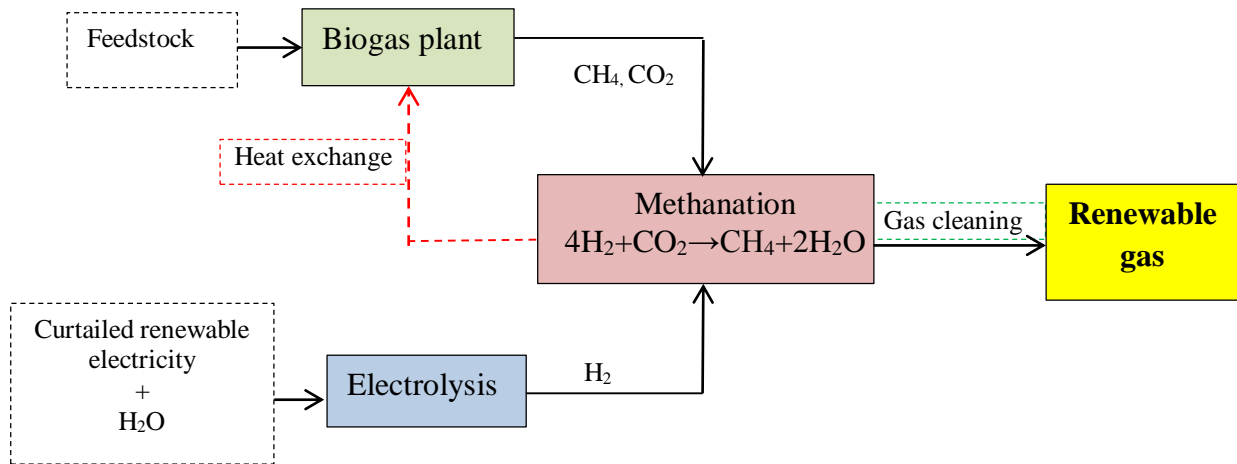 Feedstock
Biogas plant
CH₄, CO₂
Heat exchange
Methanation
4H₂+CO₂→CH₄+2H₂O
Gas cleaning
Renewable
gas
Curtailed renewable
electricity
+
H₂O
Electrolysis
H₂